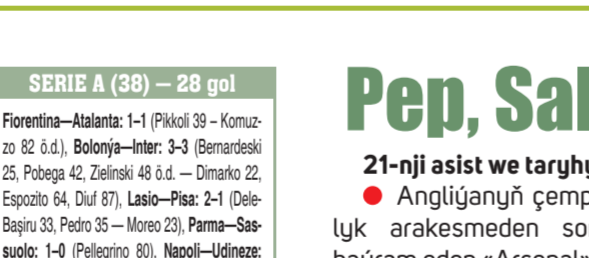 SERIE A (38) — 28 gol
Fiorentina—Atalanta: 1–1 (Pikkoli 39 – Komuz-
zo 82 ö.d.), Bolonýa—Inter: 3–3 (Bernardeski
25, Pobega 42, Zielinski 48 ö.d. — Dimarko 22,
Espozito 64, Diuf 87), Lasio—Pisa: 2–1 (Dele-
Başiru 33, Pedro 35 — Moreo 23), Parma—Sas-
suolo: 1–0 (Pellegrino 80), Napoli—Udineze:
Pep, Sal
21-nji asist we taryhy
Angliýanyň çemp
lyk arakesmeden so